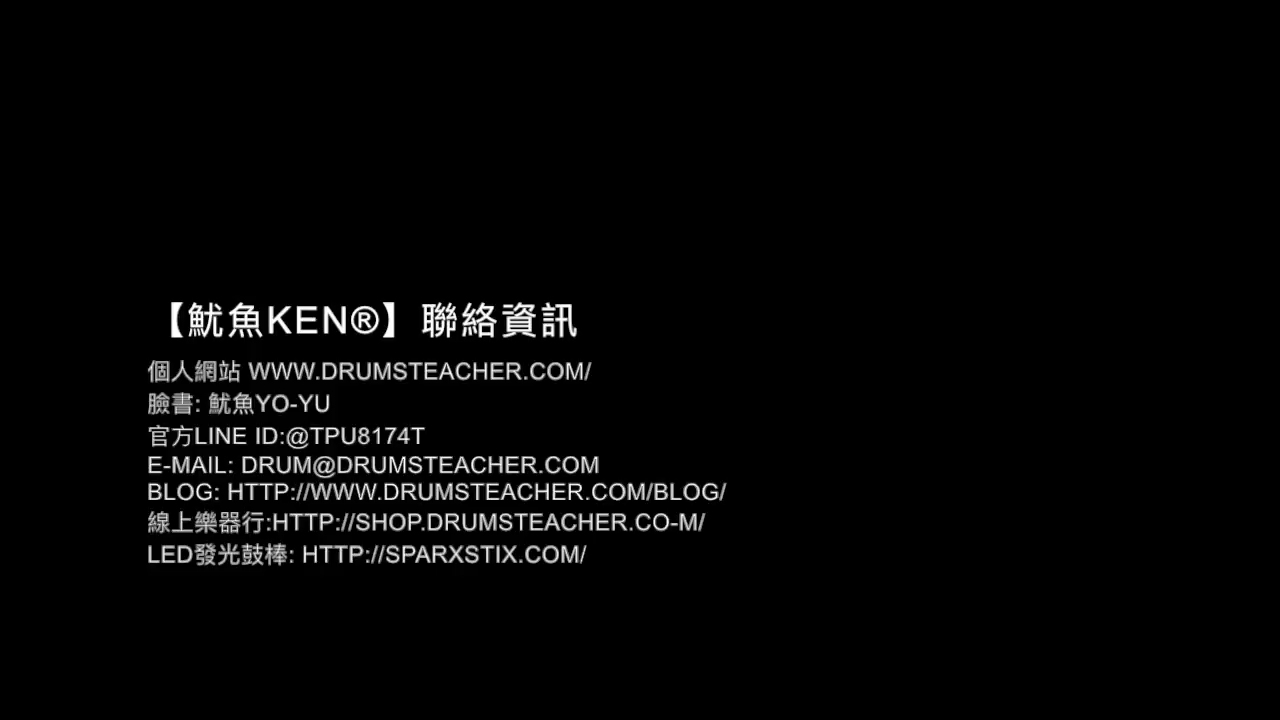 【魷魚KEN®】聯絡資訊
個人網站 WWW.DRUMSTEACHER.COM/
臉書: 魷魚YO-YU
官方LINE ID:@TPU8174T
E-MAIL: DRUM@DRUMSTEACHER.COM
BLOG: HTTP://WWW.DRUMSTEACHER.COM/BLOG/
線上樂器行:HTTP://SHOP.DRUMSTEACHER.CO-M/
LED發光鼓棒: HTTP://SPARXSTIX.COM/